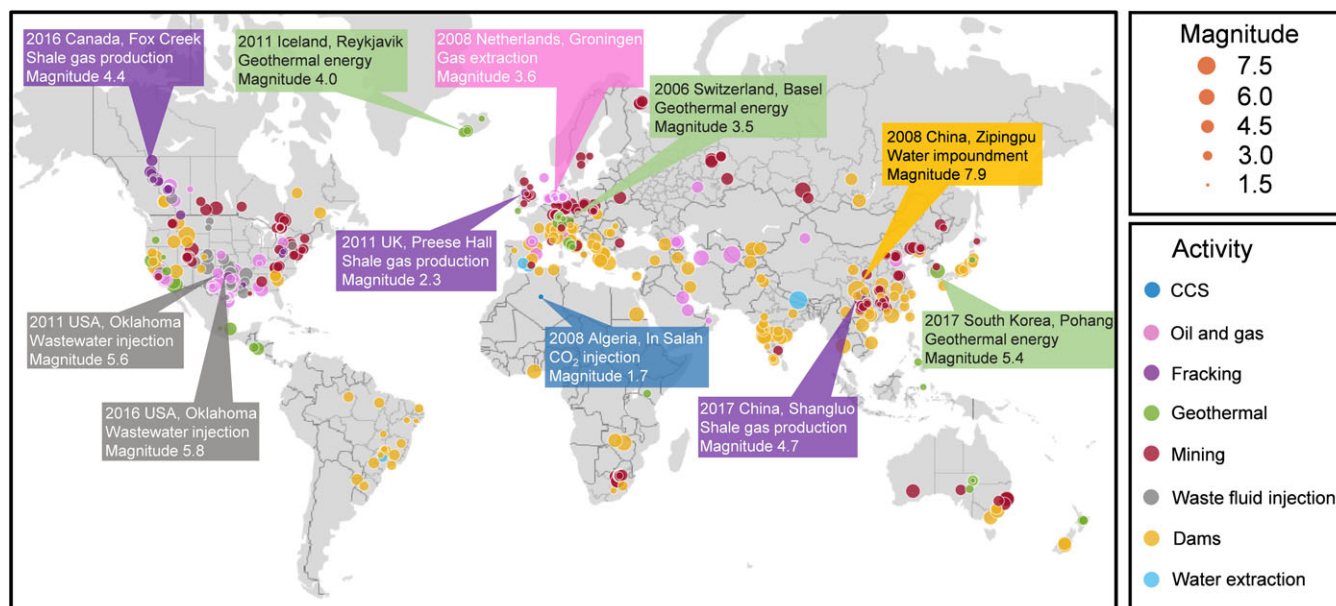 2016 Canada, Fox Creek
Shale gas production
Magnitude 4.4
2011 Iceland, Reykjavik
Geothermal energy
Magnitude 4.0
2008 Netherlands, Groningen
Gas extraction
Magnitude 3.6
2006 Switzerland, Basel
Geothermal energy
Magnitude 3.5
2008 China, Zipingpu
Water impoundment
Magnitude 7.9
2011 UK, Preese Hall
Shale gas production
Magnitude 2.3
2011 USA, Oklahoma
Wastewater injection
Magnitude 5.6
2016 USA, Oklahoma
Wastewater injection
Magnitude 5.8
2008 Algeria, In Salah
CO₂ injection
Magnitude 1.7
2017 China, Shangluo
Shale gas production
Magnitude 4.7
2017 South Korea, Pohang
Geothermal energy
Magnitude 5.4
Magnitude
7.5
6.0
4.5
3.0
1.5
Activity
CCS
Oil and gas
Fracking
Geothermal
Mining
Waste fluid injection
Dams
Water extraction